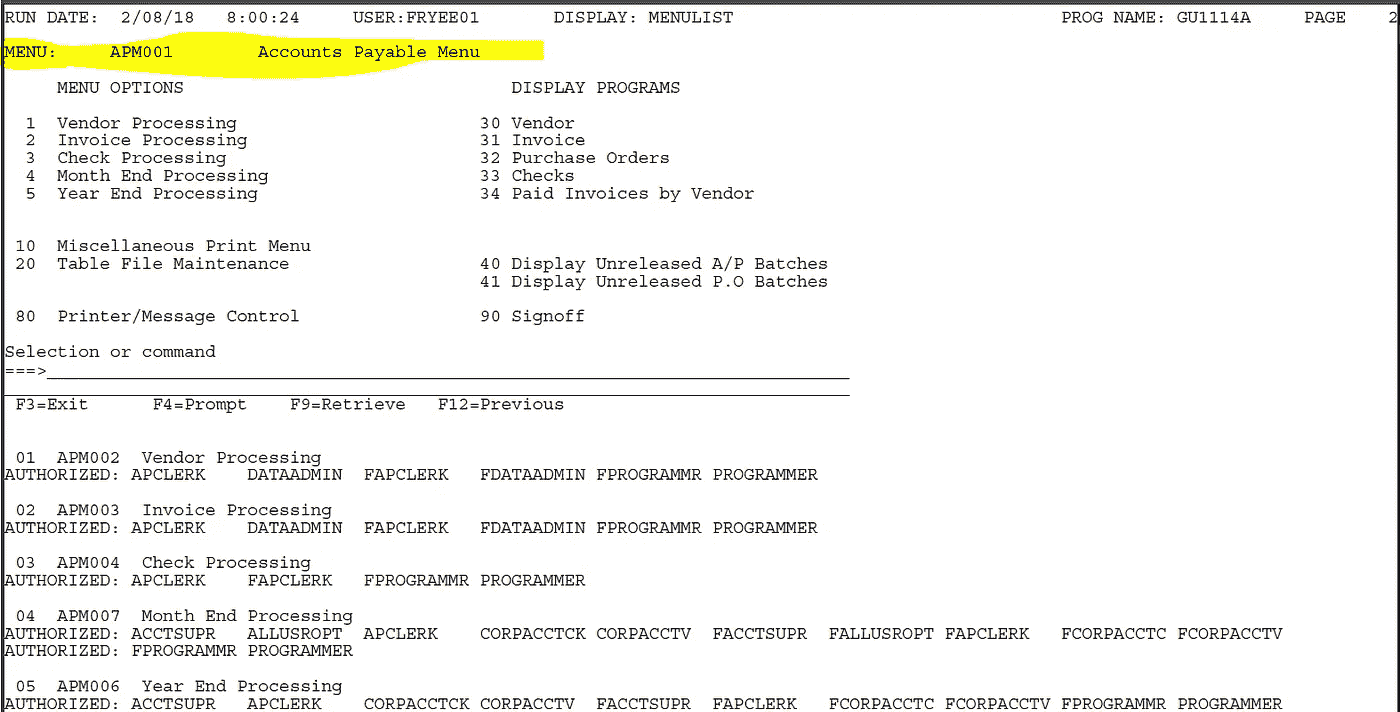 RUN DATE:  2/08/18   8:00:24     USER:FRYEE01       DISPLAY: MENULIST                               PROG NAME: GU1114A     PAGE    2
MENU:     APM001        Accounts Payable Menu
     MENU OPTIONS                               DISPLAY PROGRAMS
  1  Vendor Processing                       30 Vendor
  2  Invoice Processing                      31 Invoice
  3  Check Processing                        32 Purchase Orders
  4  Month End Processing                    33 Checks
  5  Year End Processing                     34 Paid Invoices by Vendor
 10  Miscellaneous Print Menu
 20  Table File Maintenance                  40 Display Unreleased A/P Batches
                                             41 Display Unreleased P.O Batches
 80  Printer/Message Control                 90 Signoff
Selection or command
===>
 F3=Exit      F4=Prompt    F9=Retrieve   F12=Previous
 01  APM002  Vendor Processing
AUTHORIZED: APCLERK    DATAADMIN  FAPCLERK   FDATAADMIN FPROGRAMMR PROGRAMMER
 02  APM003  Invoice Processing
AUTHORIZED: APCLERK    DATAADMIN  FAPCLERK   FDATAADMIN FPROGRAMMR PROGRAMMER
 03  APM004  Check Processing
AUTHORIZED: APCLERK    FAPCLERK   FPROGRAMMR PROGRAMMER
 04  APM007  Month End Processing
AUTHORIZED: ACCTSUPR   ALLUSROPT  APCLERK    CORPACCTCK CORPACCTV  FACCTSUPR  FALLUSROPT FAPCLERK   FCORPACCTC FCORPACCTV
AUTHORIZED: FPROGRAMMR PROGRAMMER
 05  APM006  Year End Processing
AUTHORIZED: ACCTSUPR   APCLERK    CORPACCTCK CORPACCTV  FACCTSUPR  FAPCLERK   FCORPACCTC FCORPACCTV FPROGRAMMR PROGRAMMER